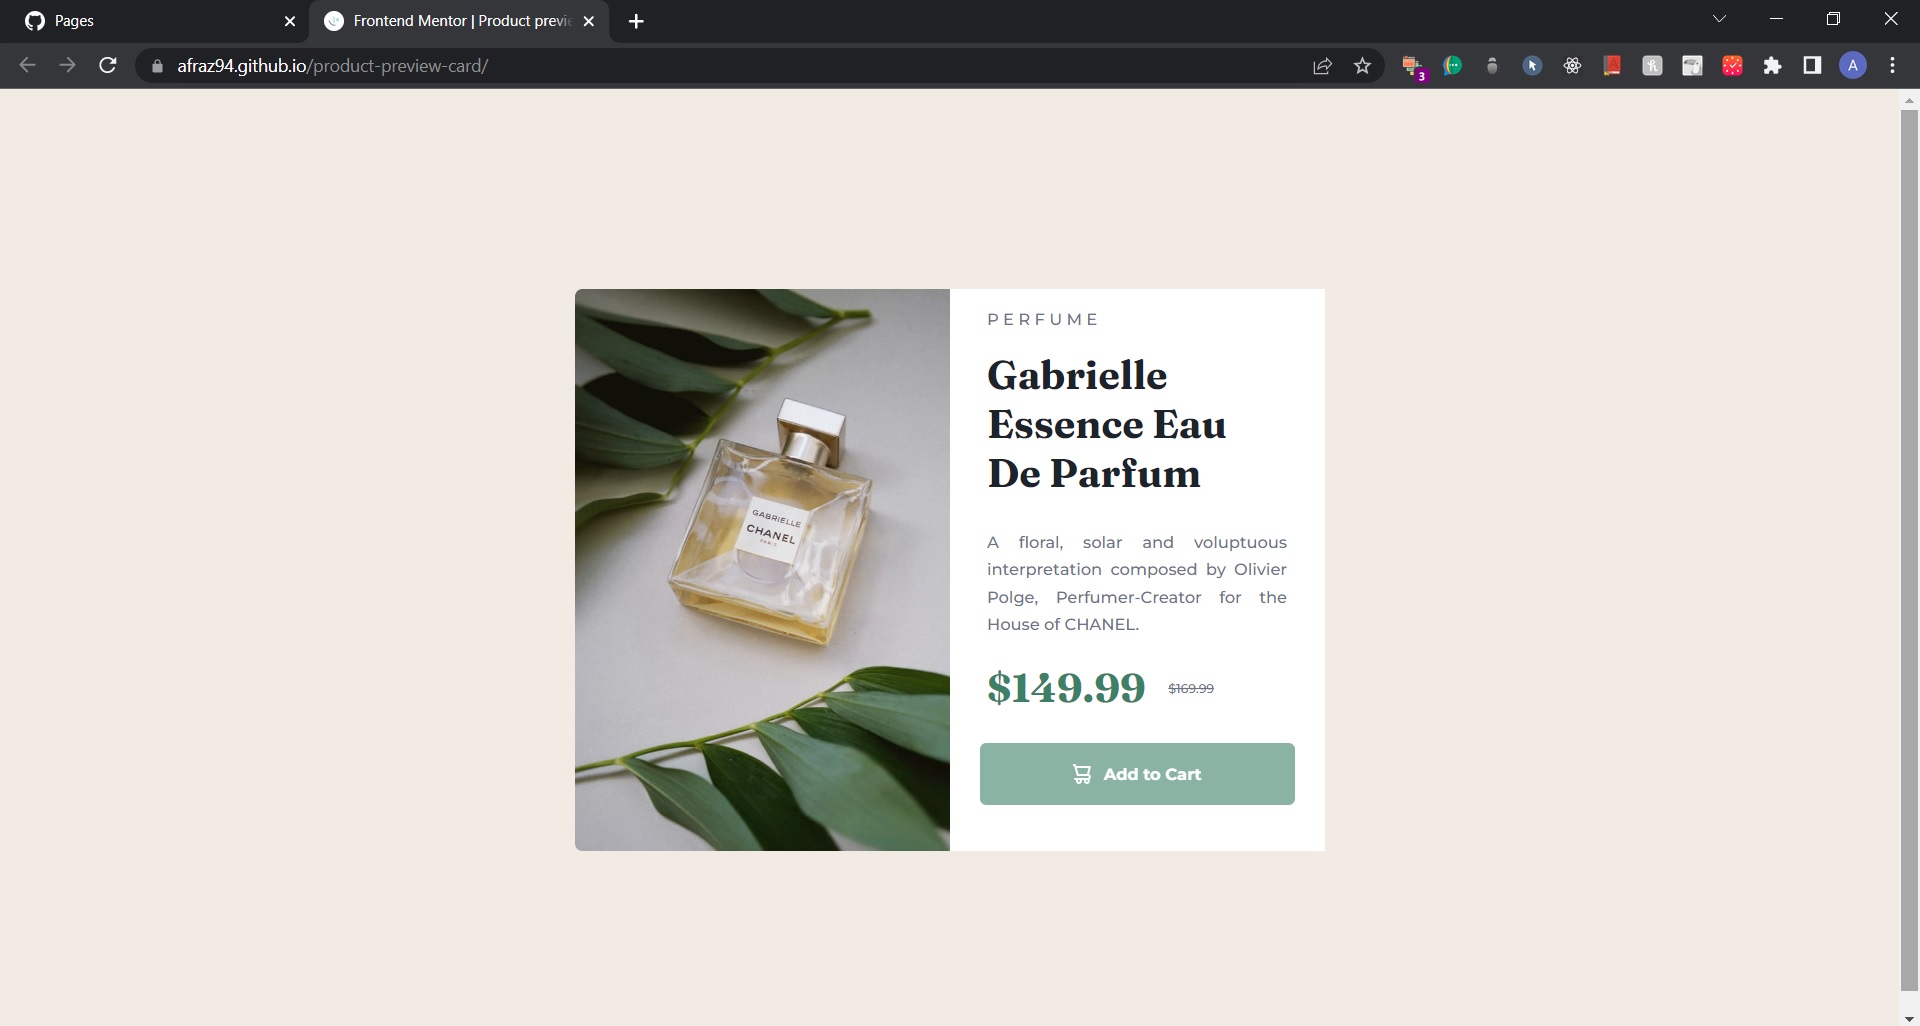 Pages
Frontend Mentor | Product previ
afraz94.github.io/product-preview-card/
3
A
PERFUME
Gabrielle
Essence Eau
De Parfum
A floral, solar and voluptuous
interpretation composed by Olivier
Polge, Perfumer-Creator for the
House of CHANEL.
$149.99 $169.99
Add to Cart
GABRIELLE
CHANEL
PARIS